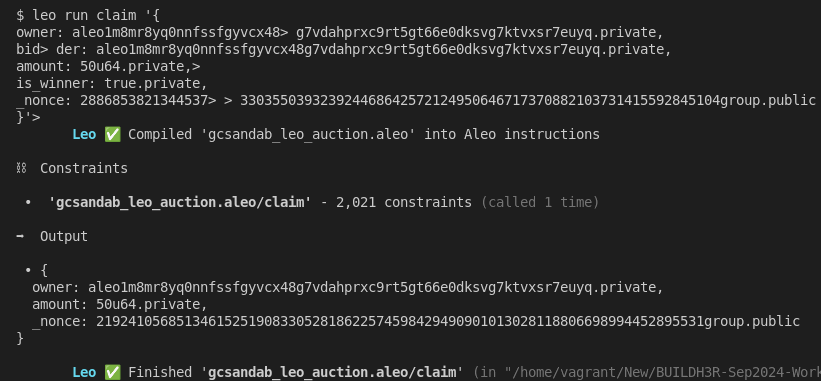 $ leo run claim '{
owner: aleo1m8mr8yq0nnfssfgyvcx48> g7vdahprxc9rt5gt66e0dksvg7ktvxsr7euyq.private,
bid> der: aleo1m8mr8yq0nnfssfgyvcx48g7vdahprxc9rt5gt66e0dksvg7ktvxsr7euyq.private,
amount: 50u64.private,>
is_winner: true.private,
_nonce: 2886853821344537> > 330355039323924468642572124950646717370882103731415592845104group.public
}'>
Leo ✅ Compiled 'gcsandab_leo_auction.aleo' into Aleo instructions
⛓ Constraints
• 'gcsandab_leo_auction.aleo/claim' - 2,021 constraints (called 1 time)
➡ Output
• {
owner: aleo1m8mr8yq0nnfssfgyvcx48g7vdahprxc9rt5gt66e0dksvg7ktvxsr7euyq.private,
amount: 50u64.private,
_nonce: 2192410568513461525190833052818622574598429490901013028118806698994452895531group.public
}
Leo ✅ Finished 'gcsandab_leo_auction.aleo/claim' (in "/home/vagrant/New/BUILDH3R-Sep2024-Work